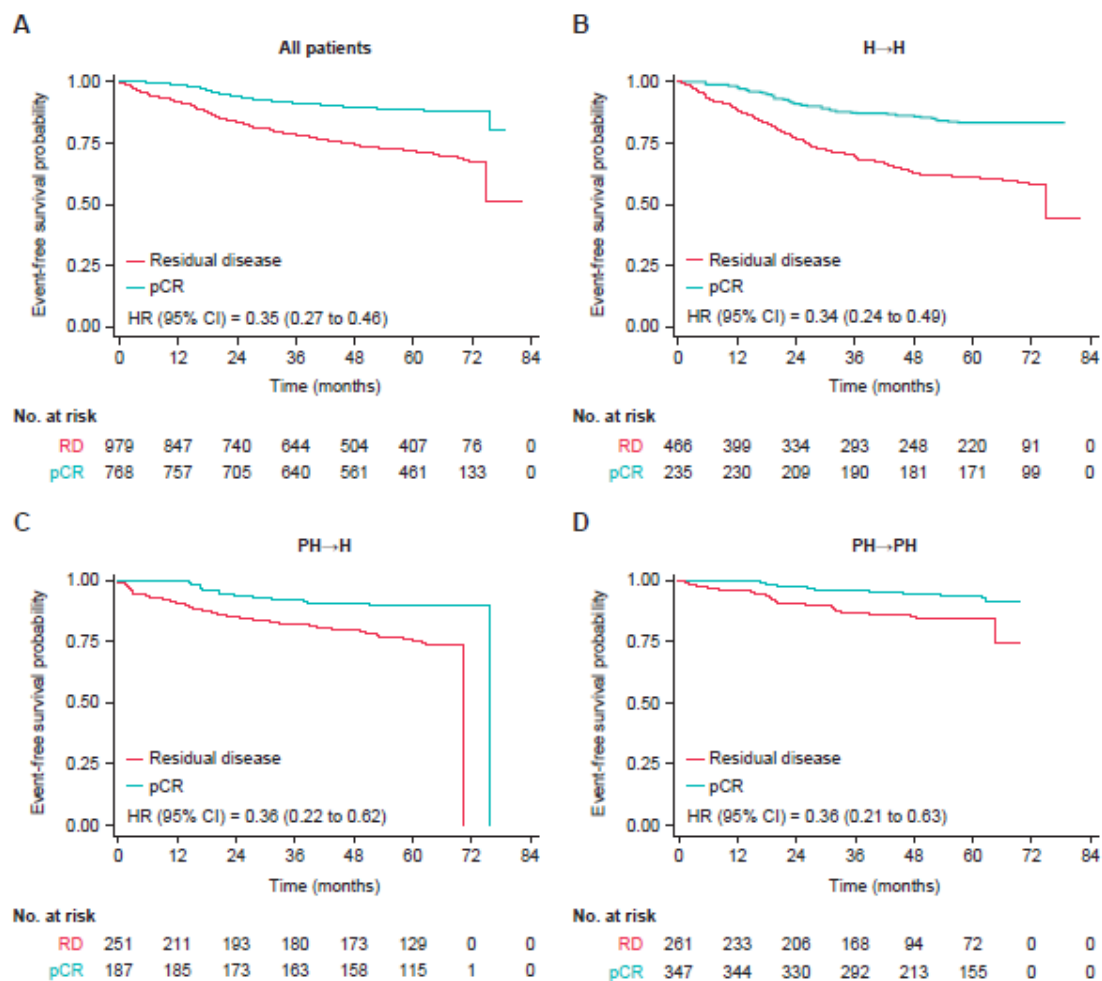 A
All patients
Event-free survival probability
1.00
0.75
0.50
0.25
0.00
Residual disease
pCR
HR (95% CI) = 0.35 (0.27 to 0.46)
0 12 24 36 48 60 72 84
Time (months)
No. at risk
RD 979 847 740 644 504 407 76 0
pCR 768 757 705 640 561 461 133 0
B
H→H
Event-free survival probability
1.00
0.75
0.50
0.25
0.00
Residual disease
pCR
HR (95% CI) = 0.34 (0.24 to 0.49)
0 12 24 36 48 60 72 84
Time (months)
No. at risk
RD 466 399 334 293 248 220 91 0
pCR 235 230 209 190 181 171 99 0
C
PH→H
Event-free survival probability
1.00
0.75
0.50
0.25
0.00
Residual disease
pCR
HR (95% CI) = 0.36 (0.22 to 0.62)
0 12 24 36 48 60 72 84
Time (months)
No. at risk
RD 251 211 193 180 173 129 0 0
pCR 187 185 173 163 158 115 1 0
D
PH→PH
Event-free survival probability
1.00
0.75
0.50
0.25
0.00
Residual disease
pCR
HR (95% CI) = 0.36 (0.21 to 0.63)
0 12 24 36 48 60 72 84
Time (months)
No. at risk
RD 261 233 206 168 94 72 0 0
pCR 347 344 330 292 213 155 0 0